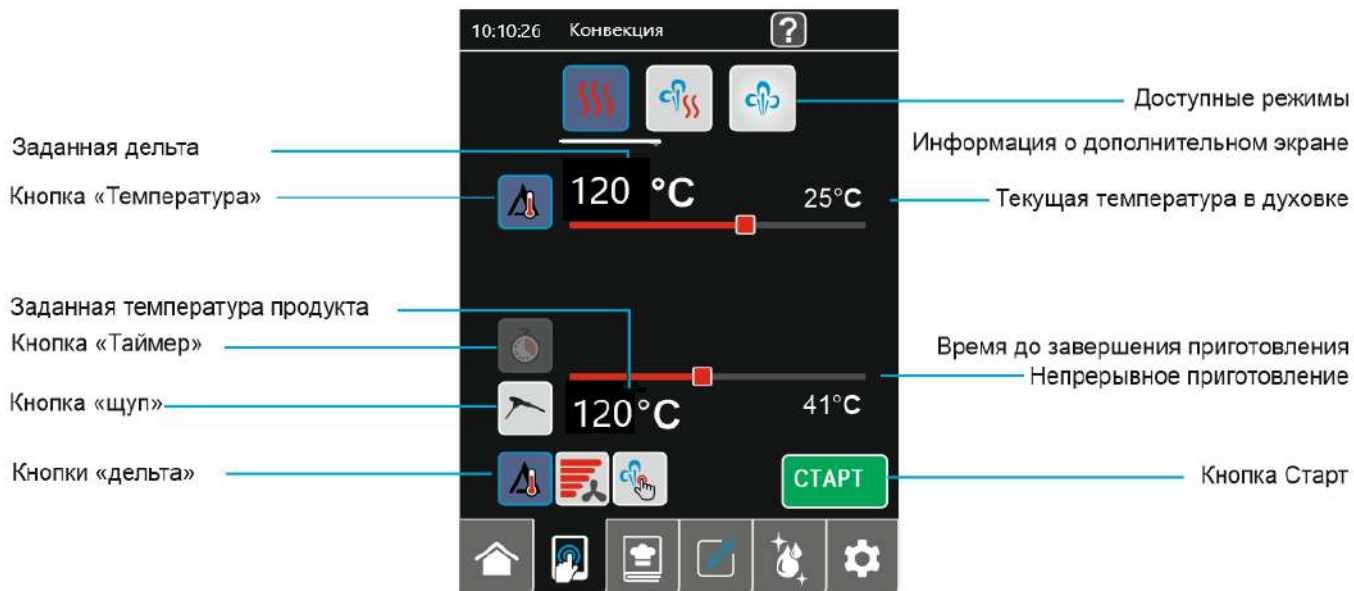 10:10:26 Конвекция ?
Доступные режимы
Заданная дельта
Информация о дополнительном экране
Кнопка «Температура»
120 °C
25°C
Текущая температура в духовке
Заданная температура продукта
Кнопка «Таймер»
Время до завершения приготовления
Непрерывное приготовление
Кнопка «щуп»
120°C
41°C
Кнопки «дельта»
СТАРТ
Кнопка Старт